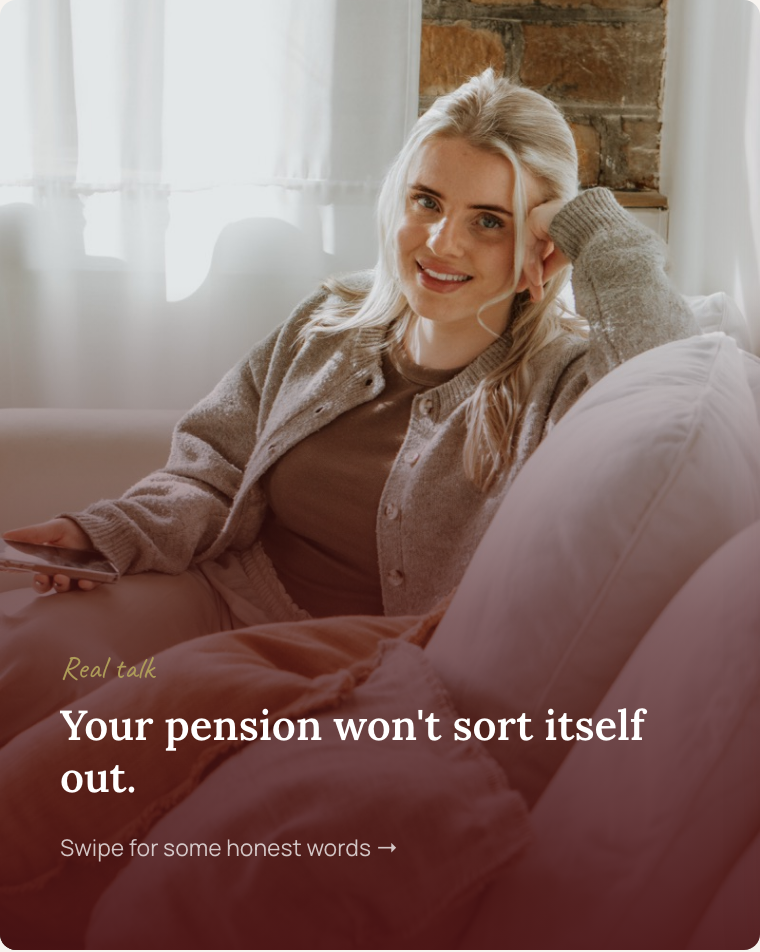 Real talk
Your pension won't sort itself
out.
Swipe for some honest words →